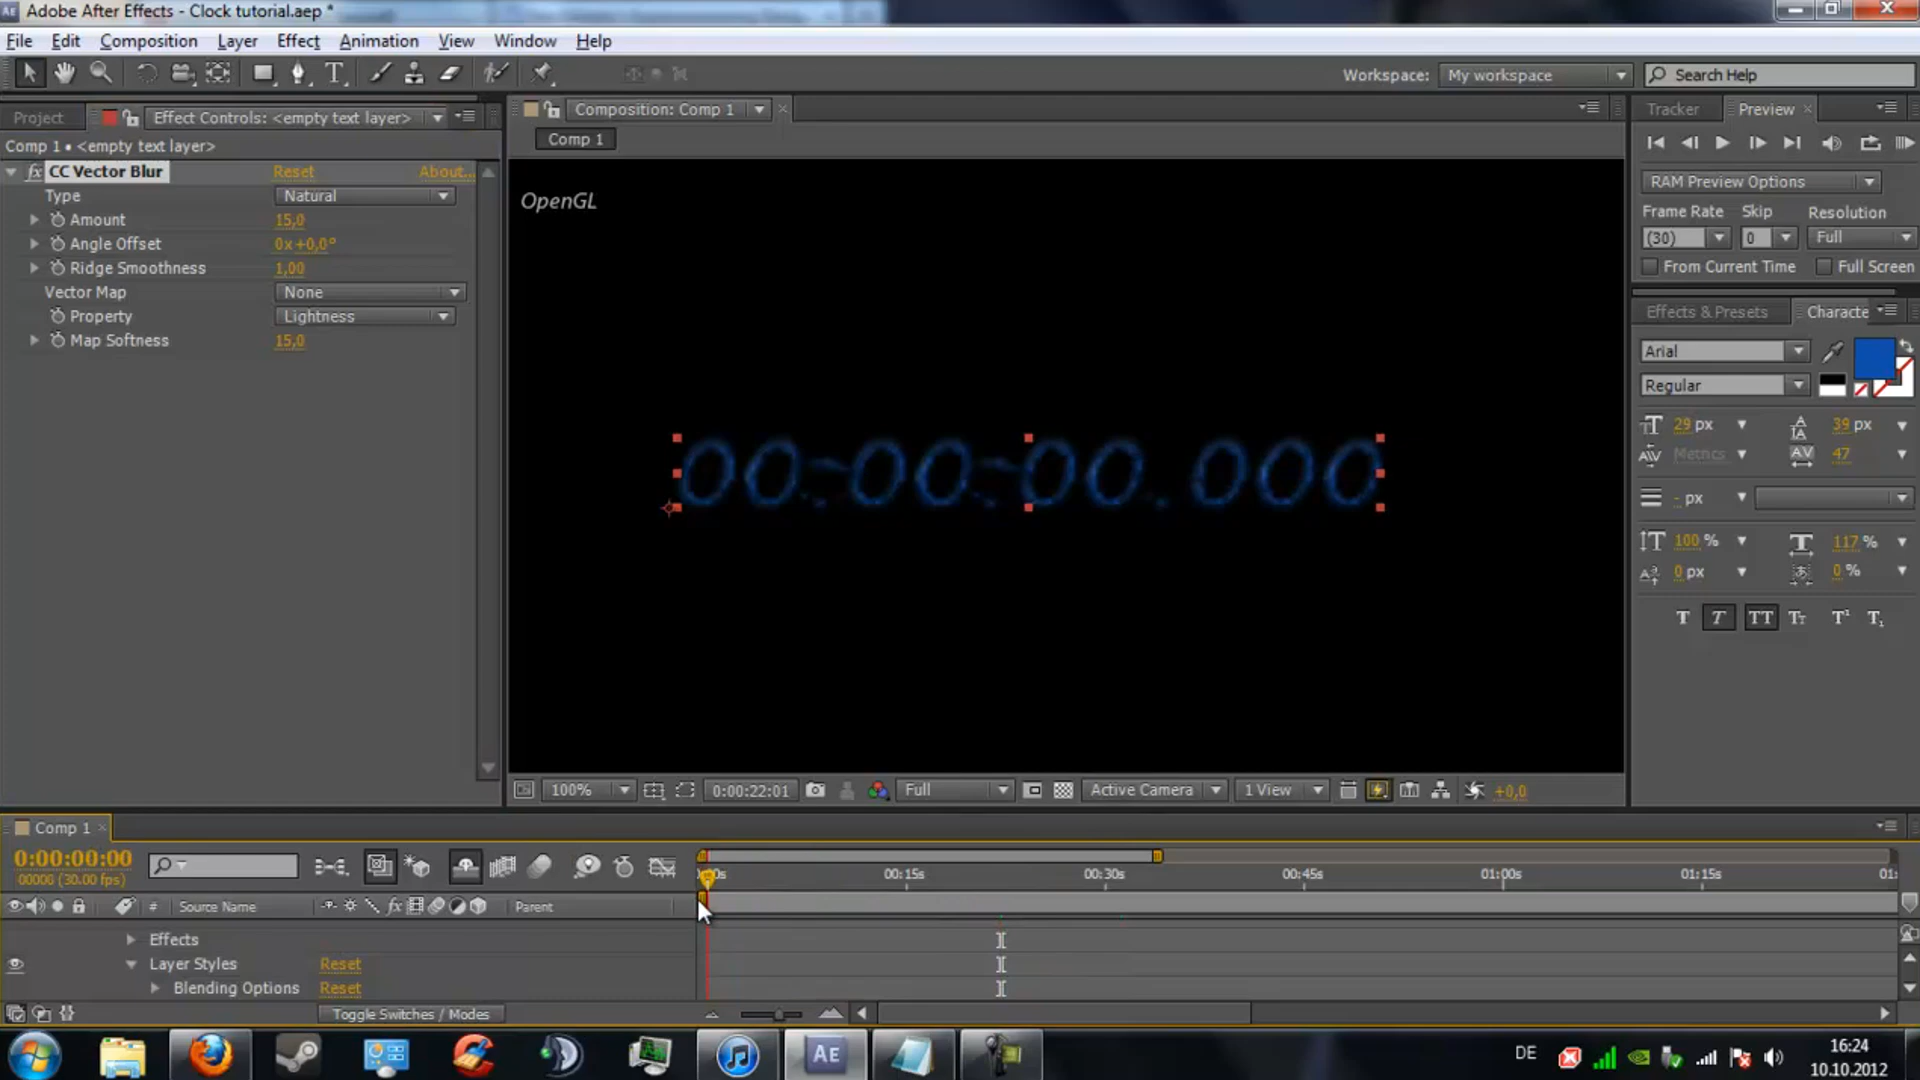 Adobe After Effects - Clock tutorial.aep *
File Edit Composition Layer Effect Animation View Window Help
Workspace: My workspace Search Help
Project Effect Controls: <empty text layer> Composition: Comp 1 Tracker Preview
Comp 1 • <empty text layer> Comp 1
fx CC Vector Blur Reset About...
Type Natural
Amount 15,0
Angle Offset 0x+0,0°
Ridge Smoothness 1,00
Vector Map None
Property Lightness
Map Softness 15,0
OpenGL
00:00:00.000
RAM Preview Options
Frame Rate Skip Resolution
(30) 0 Full
From Current Time Full Screen
Effects & Presets Characte
Arial
Regular
29 px 39 px
Metrics 47
- px
100 % 117 %
0 px 0 %
T T TT Tt T¹ T₁
100% 0:00:22:01 Full Active Camera 1 View +0,0
Comp 1
0:00:00:00
00006 (30.00 fps)
0s 00:15s 00:30s 00:45s 01:00s 01:15s 01:
# Source Name fx Parent
Effects
Layer Styles Reset
Blending Options Reset
Toggle Switches / Modes
AE DE 16:24
10.10.2012